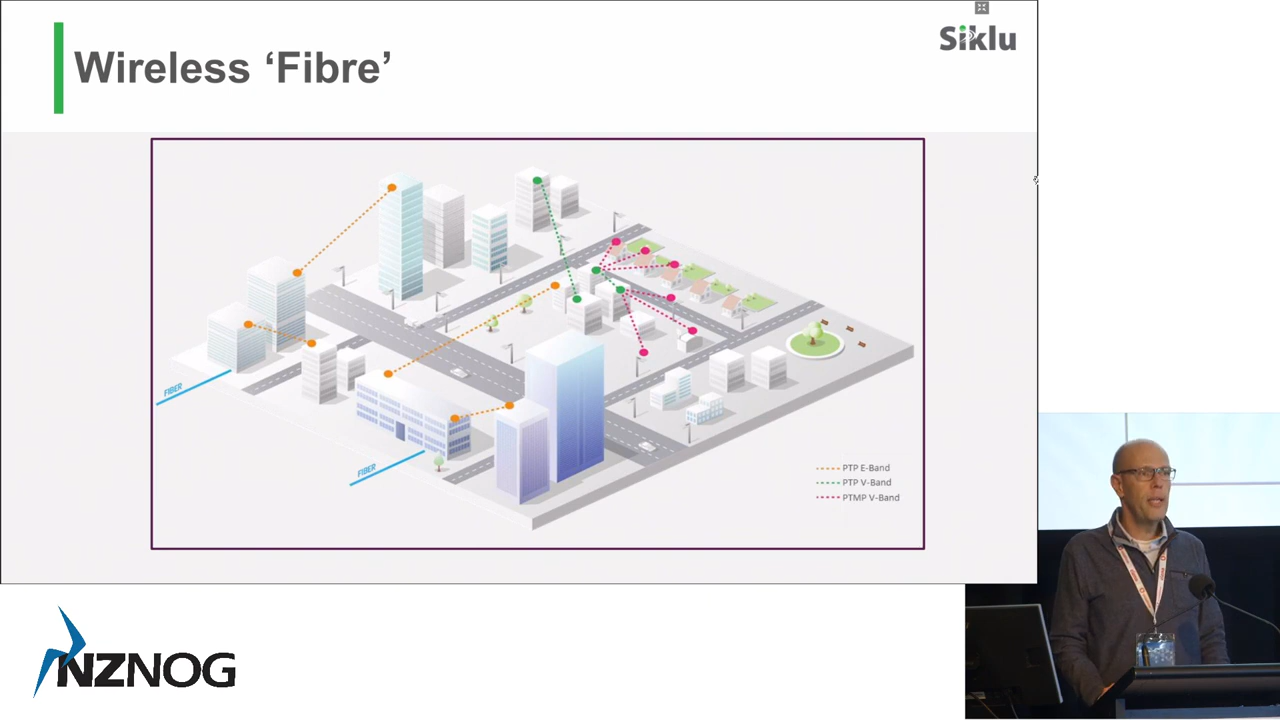 Wireless ‘Fibre’
Siklu
FIBER
FIBER
PTP E-Band
PTP V-Band
PTMP V-Band
NZNOG